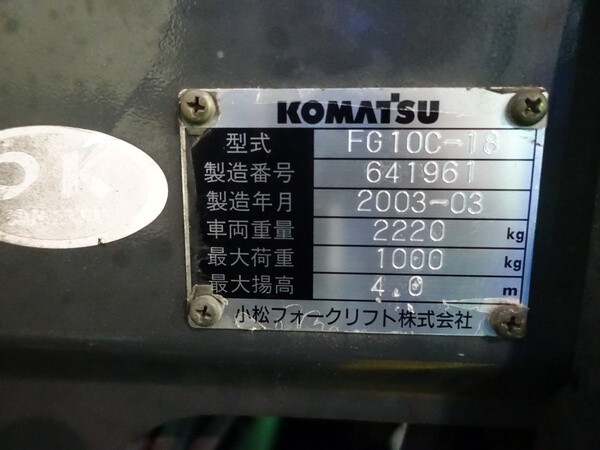 KOMATSU
型式 FG10C-18
製造番号 641961
製造年月 2003-03
車両重量 2220 kg
最大荷重 1000 kg
最大揚高 4.0 m
小松フォークリフト株式会社
OK